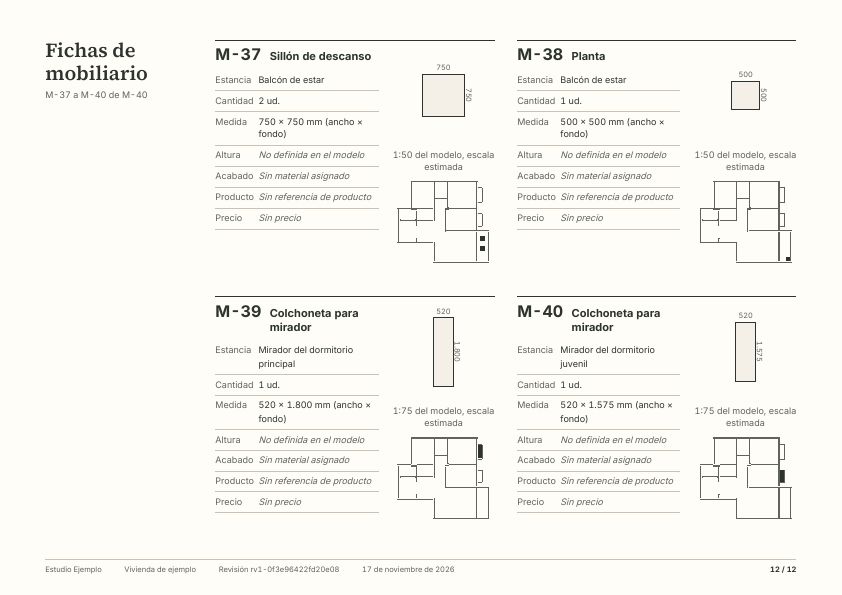 Fichas de
mobiliario
M-37 a M-40 de M-40
M-37 Sillón de descanso
Estancia Balcón de estar
Cantidad 2 ud.
Medida 750 × 750 mm (ancho ×
fondo)
Altura No definida en el modelo
Acabado Sin material asignado
Producto Sin referencia de producto
Precio Sin precio
750
750
1:50 del modelo, escala
estimada
M-38 Planta
Estancia Balcón de estar
Cantidad 1 ud.
Medida 500 × 500 mm (ancho ×
fondo)
Altura No definida en el modelo
Acabado Sin material asignado
Producto Sin referencia de producto
Precio Sin precio
500
500
1:50 del modelo, escala
estimada
M-39 Colchoneta para
mirador
Estancia Mirador del dormitorio
principal
Cantidad 1 ud.
Medida 520 × 1.800 mm (ancho ×
fondo)
Altura No definida en el modelo
Acabado Sin material asignado
Producto Sin referencia de producto
Precio Sin precio
520
1.800
1:75 del modelo, escala
estimada
M-40 Colchoneta para
mirador
Estancia Mirador del dormitorio
juvenil
Cantidad 1 ud.
Medida 520 × 1.575 mm (ancho ×
fondo)
Altura No definida en el modelo
Acabado Sin material asignado
Producto Sin referencia de producto
Precio Sin precio
520
1.575
1:75 del modelo, escala
estimada
Estudio Ejemplo Vivienda de ejemplo Revisión rv1-0f3e96422fd20e08 17 de noviembre de 2026 12 / 12